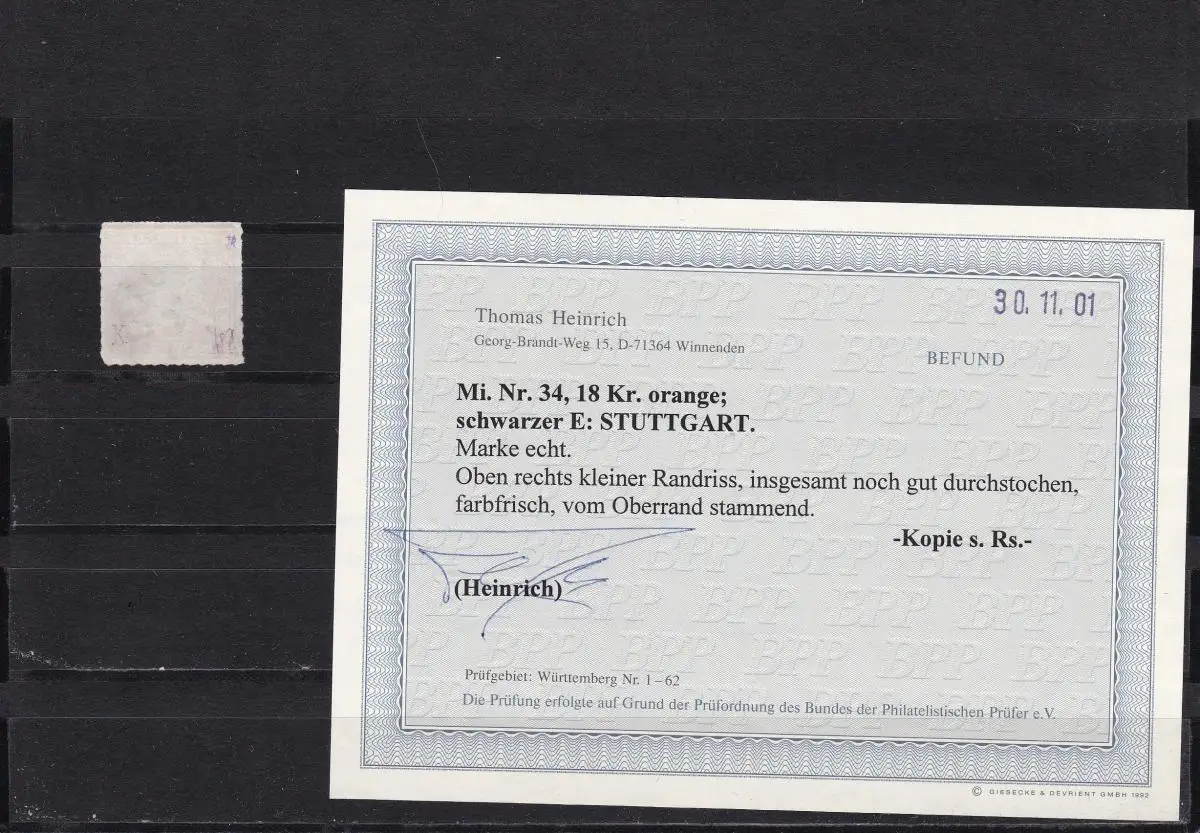 30. 11. 01
Thomas Heinrich
Georg-Brandt-Weg 15, D-71364 Winnenden
BEFUND
Mi. Nr. 34, 18 Kr. orange;
schwarzer E: STUTTGART.
Marke echt.
Oben rechts kleiner Randriss, insgesamt noch gut durchstochen,
farbfrisch, vom Oberrand stammend.
-Kopie s. Rs.-
(Heinrich)
Prüfgebiet: Württemberg Nr. 1–62
Die Prüfung erfolgte auf Grund der Prüfordnung des Bundes der Philatelistischen Prüfer e.V.
© GIESECKE & DEVRIENT GMBH 1992